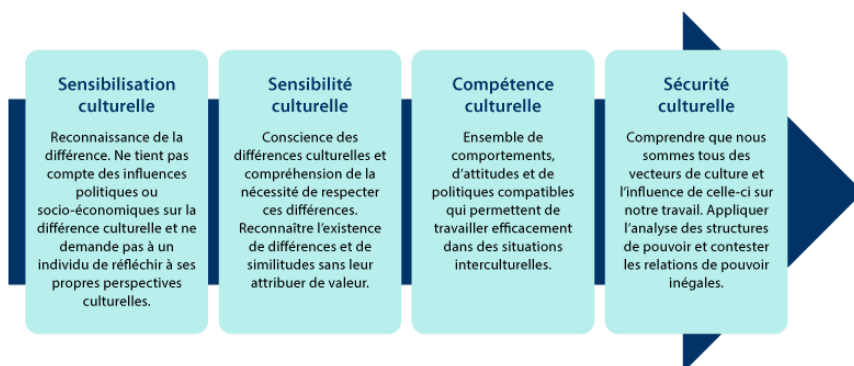 Sensibilisation
culturelle
Reconnaissance de la
différence. Ne tient pas
compte des influences
politiques ou
socio-économiques sur la
différence culturelle et ne
demande pas à un
individu de réfléchir à ses
propres perspectives
culturelles.
Sensibilité
culturelle
Conscience des
différences culturelles et
compréhension de la
nécessité de respecter
ces différences.
Reconnaître l’existence
de différences et de
similitudes sans leur
attribuer de valeur.
Compétence
culturelle
Ensemble de
comportements,
d’attitudes et de
politiques compatibles
qui permettent de
travailler efficacement
dans des situations
interculturelles.
Sécurité
culturelle
Comprendre que nous
sommes tous des
vecteurs de culture et
l’influence de celle-ci sur
notre travail. Appliquer
l’analyse des structures
de pouvoir et contester
les relations de pouvoir
inégales.